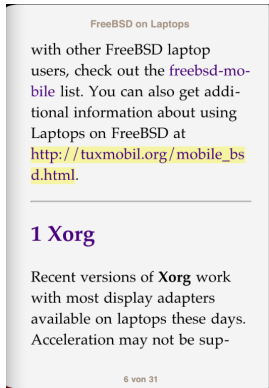 FreeBSD on Laptops
with other FreeBSD laptop
users, check out the freebsd-mo-
bile list. You can also get addi-
tional information about using
Laptops on FreeBSD at
http://tuxmobil.org/mobile_bs
d.html.
1 Xorg
Recent versions of Xorg work
with most display adapters
available on laptops these days.
Acceleration may not be sup-
6 von 31